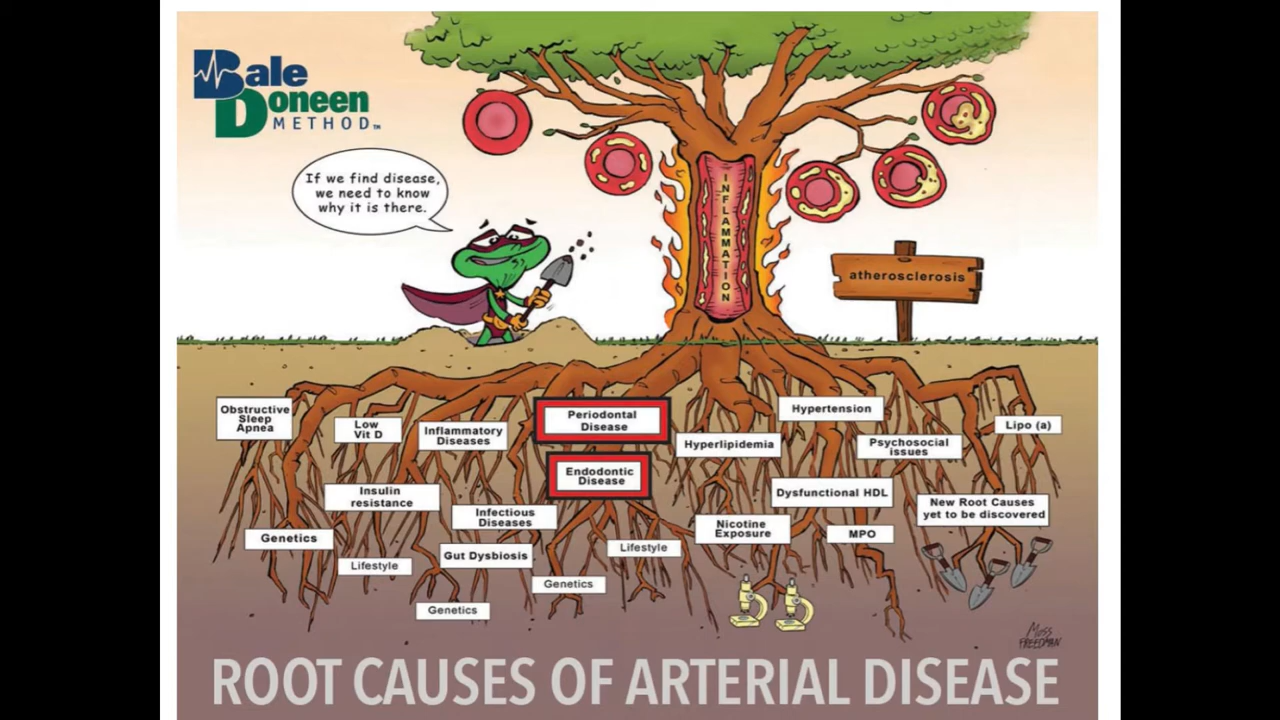 Bale
Doneen
METHOD™
If we find disease,
we need to know
why it is there.
INFLAMMATION
atherosclerosis
Obstructive
Sleep
Apnea
Low
Vit D
Inflammatory
Diseases
Periodontal
Disease
Hyperlipidemia
Hypertension
Psychosocial
issues
Lipo (a)
Endodontic
Disease
Insulin
resistance
Dysfunctional HDL
New Root Causes
yet to be discovered
Infectious
Diseases
Nicotine
Exposure
MPO
Genetics
Lifestyle
Gut Dysbiosis
Lifestyle
Genetics
Genetics
Moss
FREEDMAN
ROOT CAUSES OF ARTERIAL DISEASE